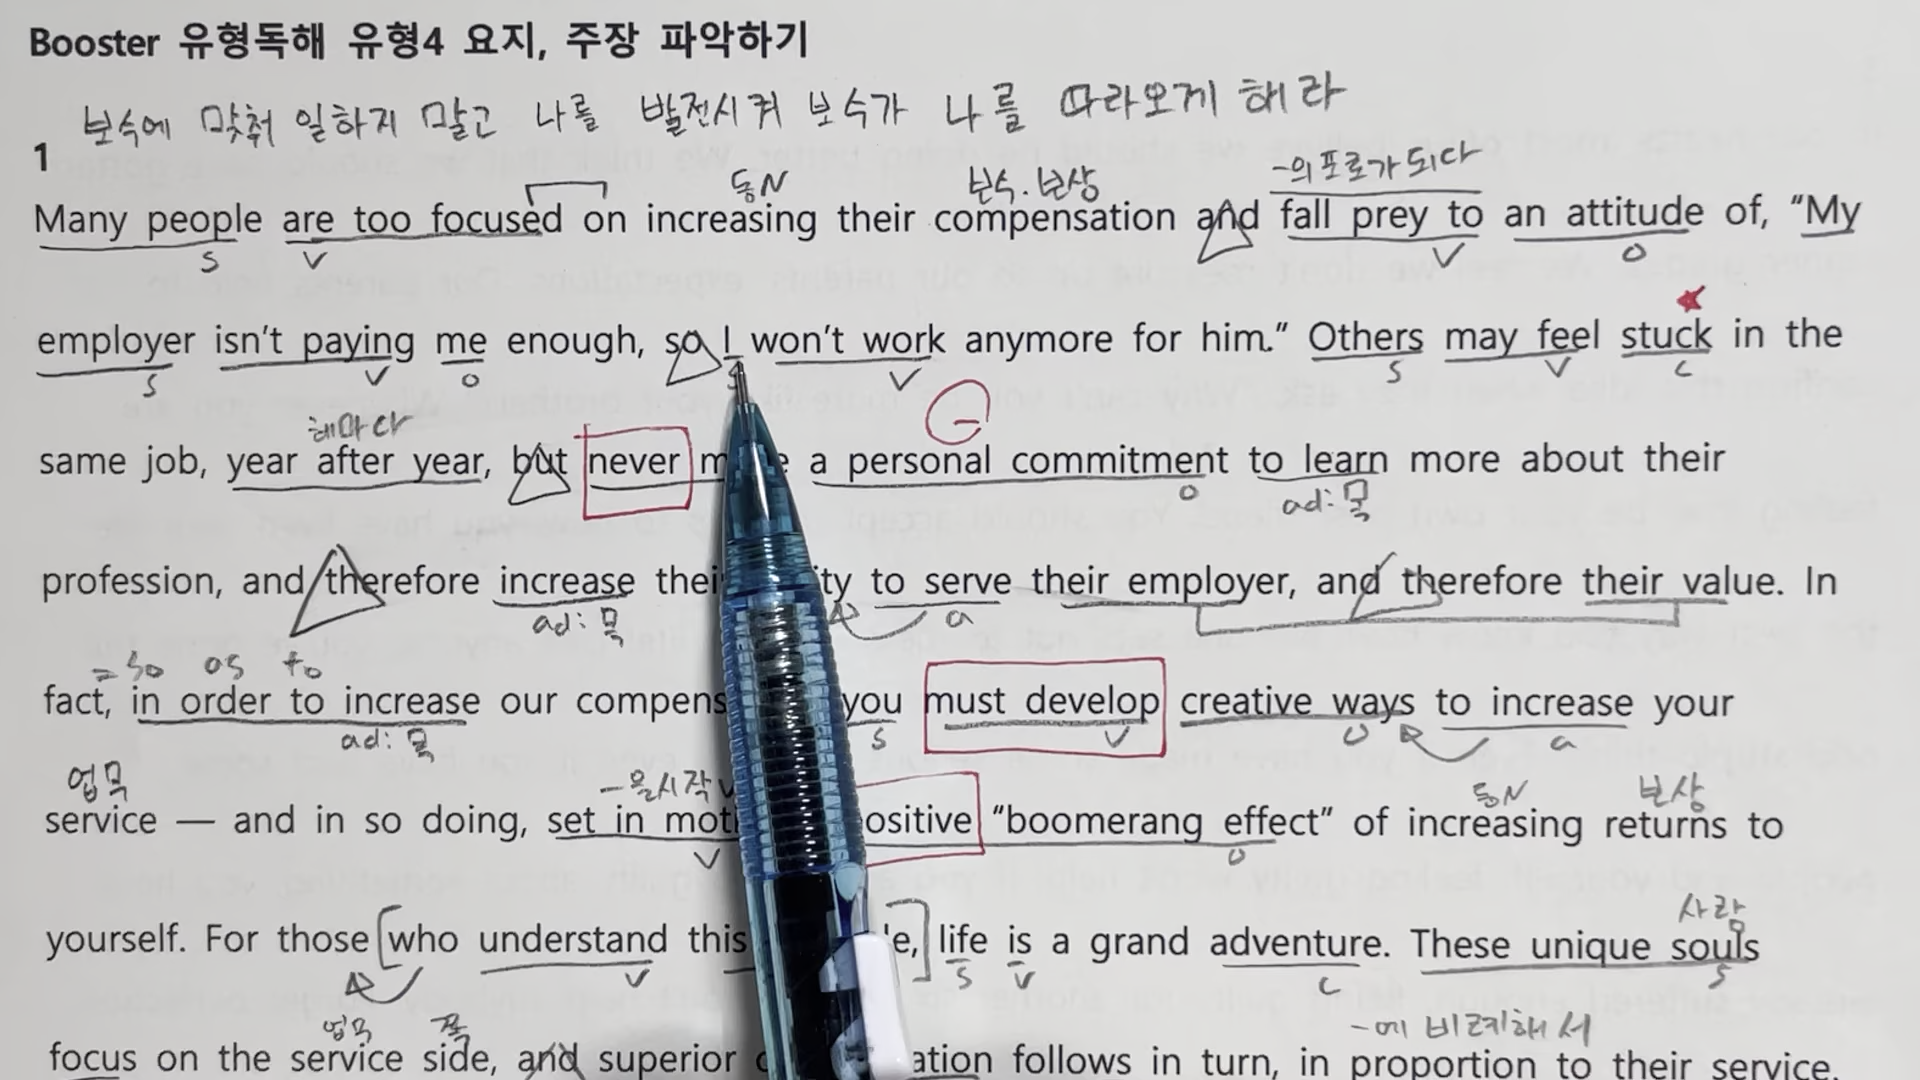 Booster 유형독해 유형4 요지, 주장 파악하기
보수에 맞춰 일하지 말고 나를 발전시켜 보수가 나를 따라오게 해라
1
동N 보수.보상 -의 포로가 되다
Many people are too focused on increasing their compensation and fall prey to an attitude of, “My
S V V O
employer isn’t paying me enough, so I won’t work anymore for him.” Others may feel stuck in the
S V O V S V C
해마다
same job, year after year, but never a personal commitment to learn more about their
O ad:목
profession, and therefore increase their to serve their employer, and therefore their value. In
ad:목 a
=so as to
fact, in order to increase our you must develop creative ways to increase your
ad:목 S V O a
업무 -을시작 동N 보상
service — and in so doing, set in “boomerang effect” of increasing returns to
V O
사람
yourself. For those who understand this life is a grand adventure. These unique souls
V S V C S
업무 쪽 -에 비례해서
focus on the service side, and superior follows in turn, in proportion to their service.